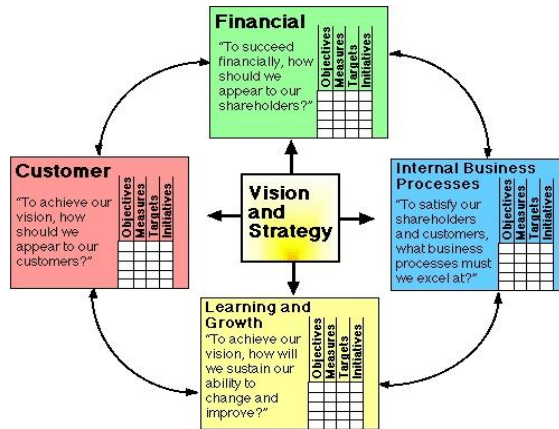 Financial
“To succeed
financially, how
should we
appear to our
shareholders?”
Objectives
Measures
Targets
Initiatives
Customer
“To achieve our
vision, how
should we
appear to our
customers?”
Objectives
Measures
Targets
Initiatives
Vision
and
Strategy
Internal Business
Processes
“To satisfy our
shareholders
and customers,
what business
processes must
we excel at?”
Objectives
Measures
Targets
Initiatives
Learning and
Growth
“To achieve our
vision, how will
we sustain our
ability to
change and
improve?”
Objectives
Measures
Targets
Initiatives